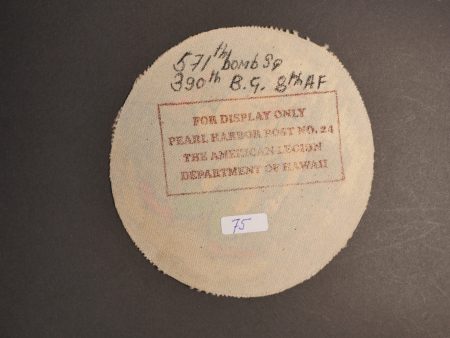 571th bomb Sq
390th B.G. 8th AF
FOR DISPLAY ONLY
PEARL HARBOR POST NO. 24
THE AMERICAN LEGION
DEPARTMENT OF HAWAII
75